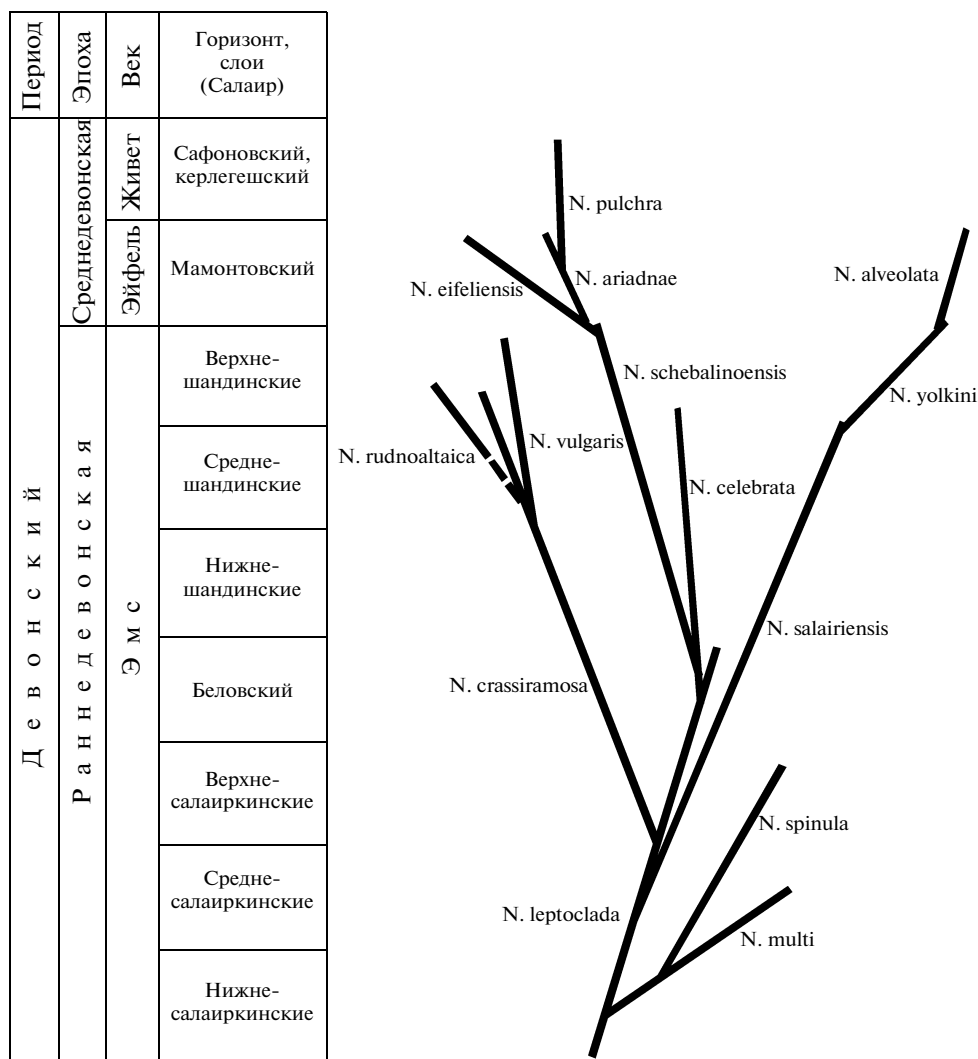 Период
Эпоха
Век
Горизонт,
слои
(Салаир)
Девонский
Среднедевонская
Живет
Сафоновский,
керлегешский
Эйфель
Мамонтовский
Раннедевонская
Эмс
Верхне-
шандинские
Средне-
шандинские
Нижне-
шандинские
Беловский
Верхне-
салаиркинские
Средне-
салаиркинские
Нижне-
салаиркинские
N. pulchra
N. ariadnae
N. eifeliensis
N. alveolata
N. schebalinoensis
N. yolkini
N. vulgaris
N. rudnoaltaica
N. celebrata
N. salairiensis
N. crassiramosa
N. spinula
N. leptoclada
N. multi